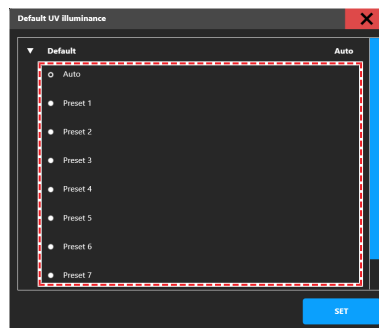 Default UV illuminance
Default Auto
Auto
Preset 1
Preset 2
Preset 3
Preset 4
Preset 5
Preset 6
Preset 7
SET